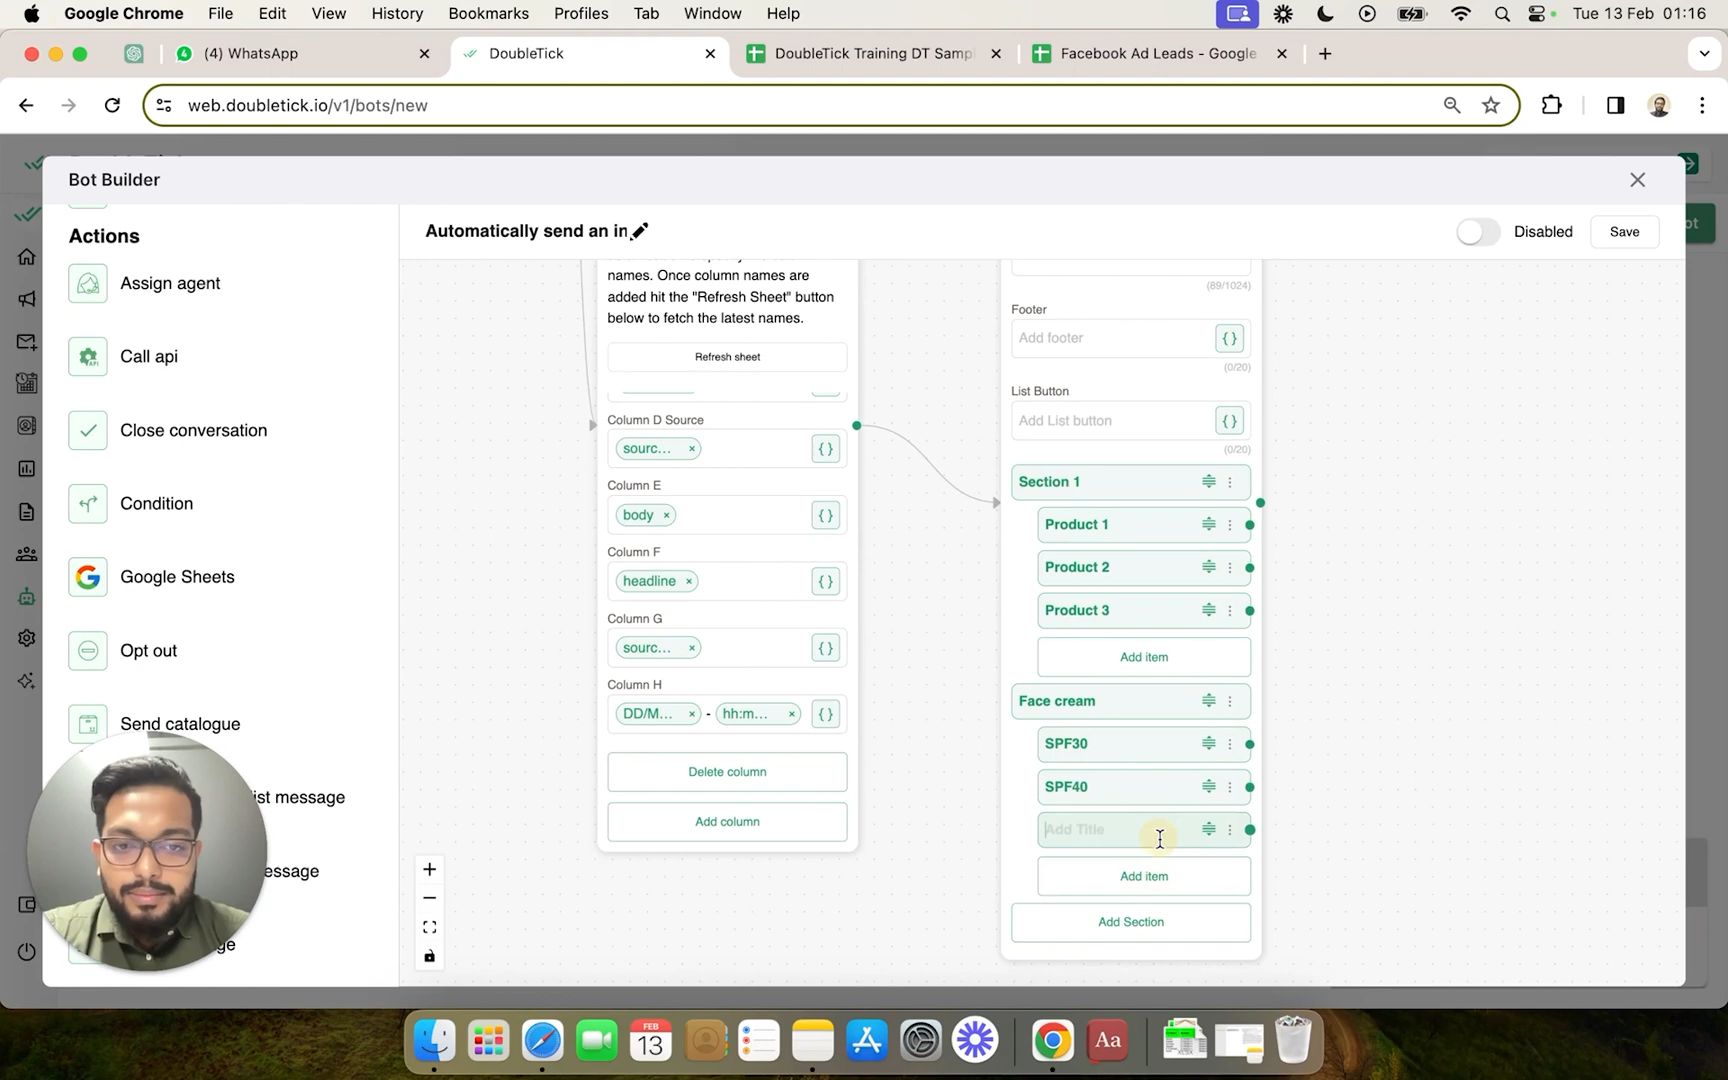 Google Chrome File Edit View History Bookmarks Profiles Tab Window Help Tue 13 Feb 01:16
(4) WhatsApp DoubleTick DoubleTick Training DT Samp Facebook Ad Leads - Google
web.doubletick.io/v1/bots/new
Bot Builder
Actions
Assign agent
Call api
Close conversation
Condition
Google Sheets
Opt out
Send catalogue
ist message
essage
ge
Automatically send an in
Disabled
Save
names. Once column names are
added hit the "Refresh Sheet" button
below to fetch the latest names.
Refresh sheet
Column D Source
sourc... × { }
Column E
body × { }
Column F
headline × { }
Column G
sourc... × { }
Column H
DD/M... × - hh:m... × { }
Delete column
Add column
(89/1024)
Footer
Add footer { }
(0/20)
List Button
Add List button { }
(0/20)
Section 1
Product 1
Product 2
Product 3
Add item
Face cream
SPF30
SPF40
Add Title
Add item
Add Section
FEB
13
Aa